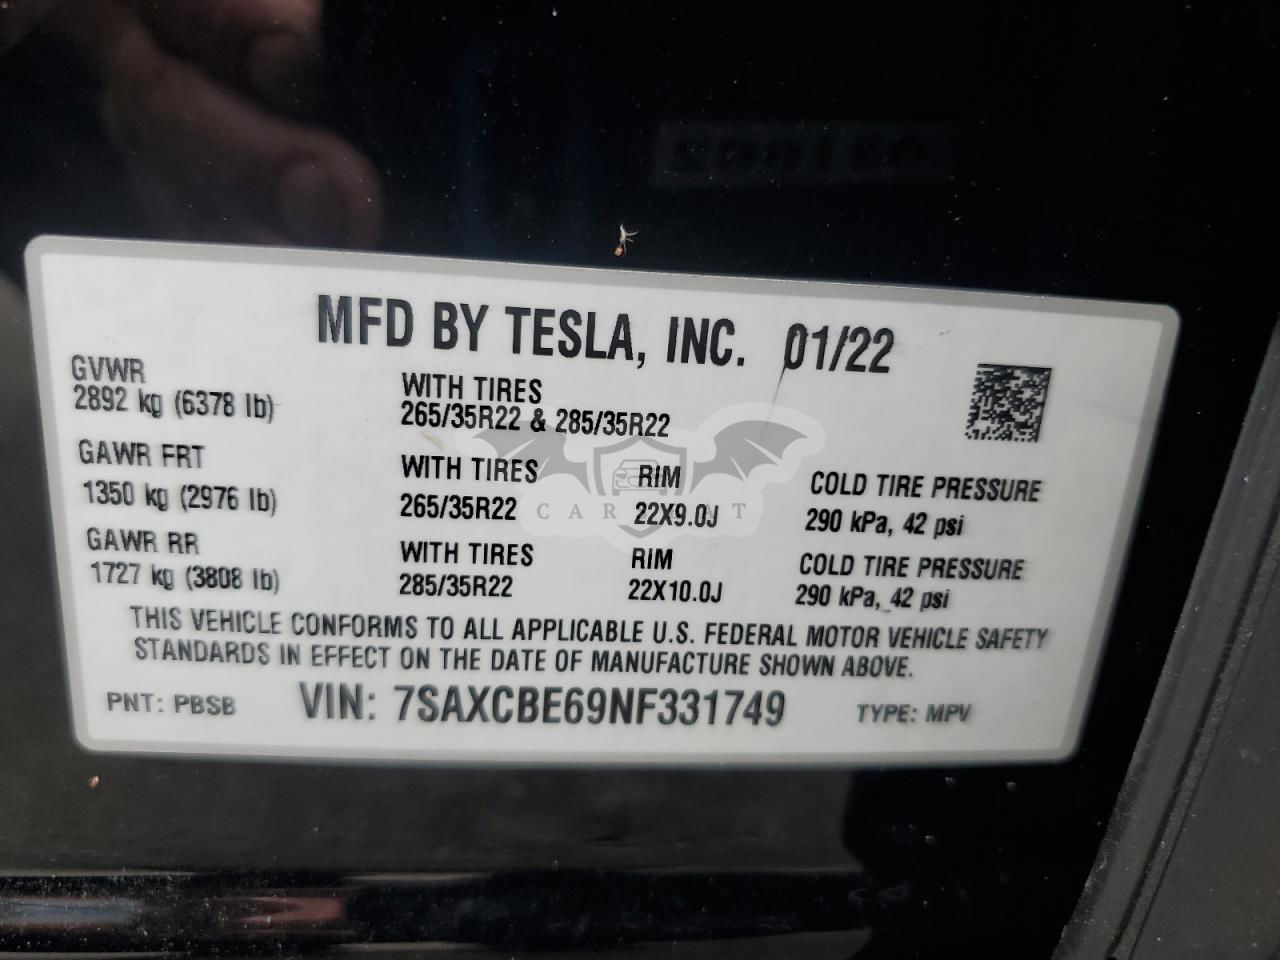 MFD BY TESLA, INC. 01/22
GVWR
2892 kg (6378 lb)
WITH TIRES
265/35R22 & 285/35R22
GAWR FRT
1350 kg (2976 lb)
WITH TIRES
265/35R22
RIM
22X9.0J
COLD TIRE PRESSURE
290 kPa, 42 psi
GAWR RR
1727 kg (3808 lb)
WITH TIRES
285/35R22
RIM
22X10.0J
COLD TIRE PRESSURE
290 kPa, 42 psi
THIS VEHICLE CONFORMS TO ALL APPLICABLE U.S. FEDERAL MOTOR VEHICLE SAFETY
STANDARDS IN EFFECT ON THE DATE OF MANUFACTURE SHOWN ABOVE.
PNT: PBSB VIN: 7SAXCBE69NF331749 TYPE: MPV